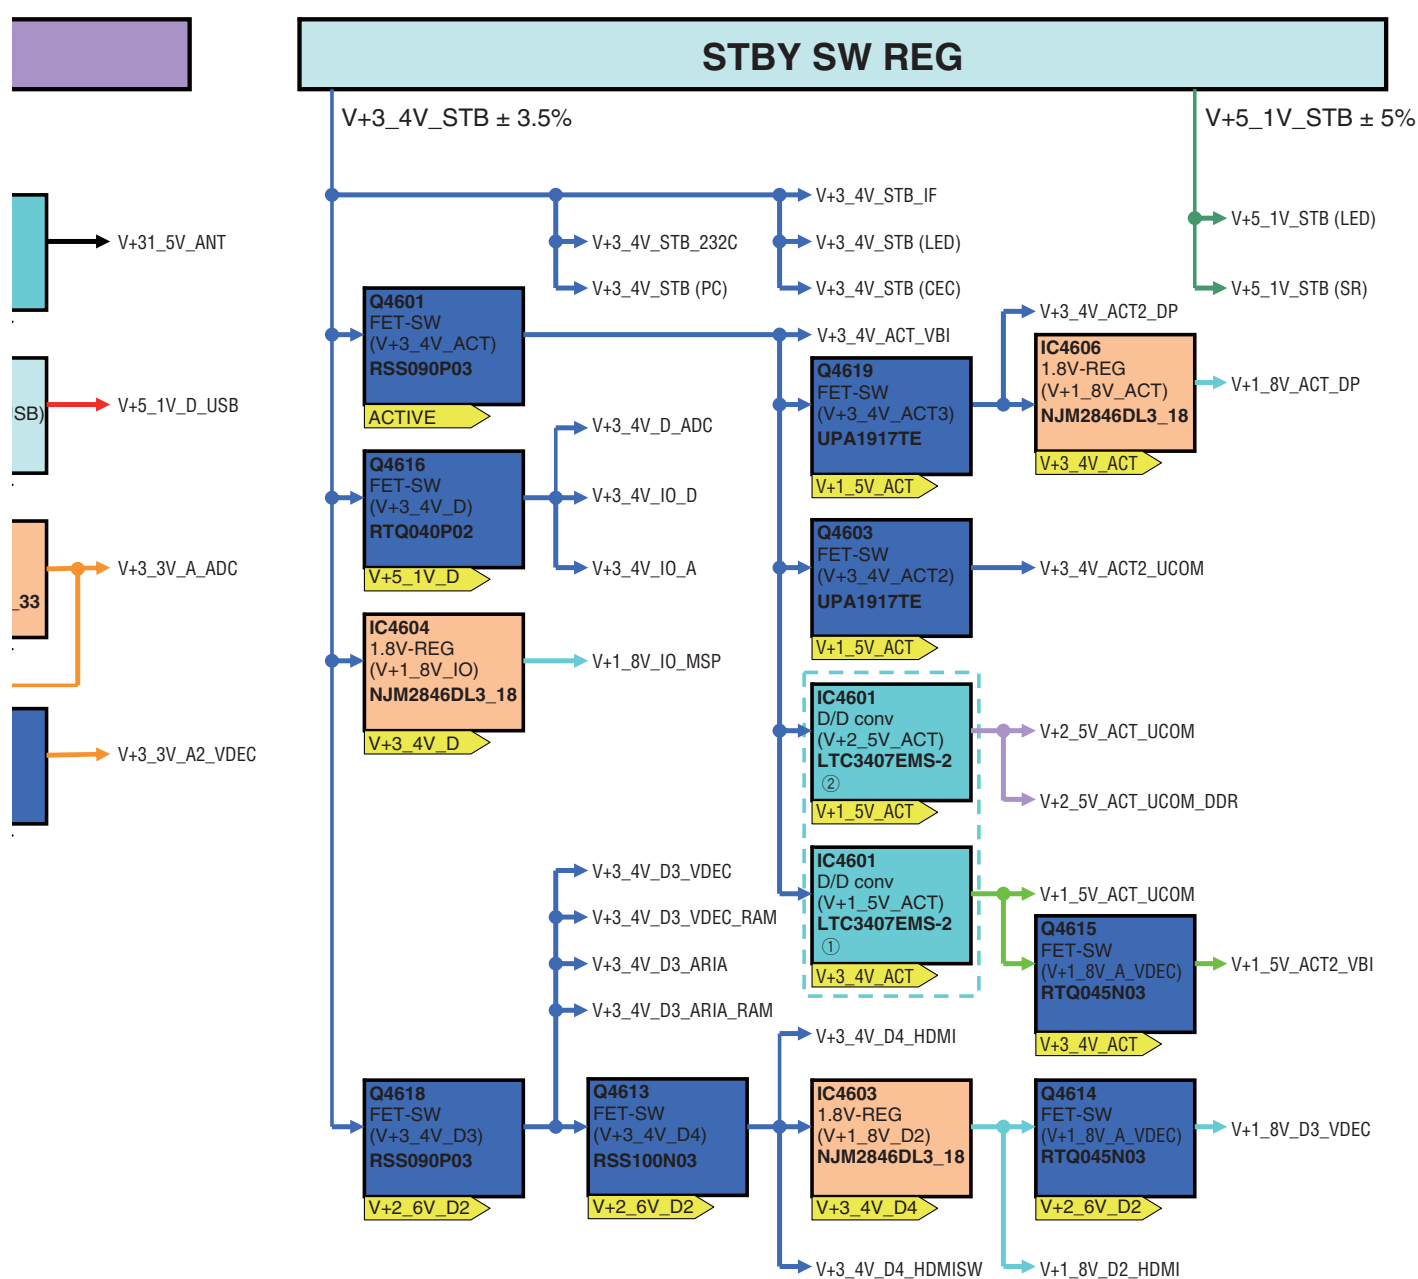 STBY SW REG
V+3_4V_STB ± 3.5%
V+5_1V_STB ± 5%
V+31_5V_ANT
SB)
V+5_1V_D_USB
V+3_3V_A_ADC
_33
V+3_3V_A2_VDEC
V+3_4V_STB_IF
V+3_4V_STB_232C
V+3_4V_STB (LED)
V+3_4V_STB (PC)
V+3_4V_STB (CEC)
V+5_1V_STB (LED)
V+5_1V_STB (SR)
Q4601
FET-SW
(V+3_4V_ACT)
RSS090P03
ACTIVE
V+3_4V_ACT_VBI
Q4616
FET-SW
(V+3_4V_D)
RTQ040P02
V+5_1V_D
V+3_4V_D_ADC
V+3_4V_IO_D
V+3_4V_IO_A
IC4604
1.8V-REG
(V+1_8V_IO)
NJM2846DL3_18
V+3_4V_D
V+1_8V_IO_MSP
Q4619
FET-SW
(V+3_4V_ACT3)
UPA1917TE
V+1_5V_ACT
V+3_4V_ACT2_DP
IC4606
1.8V-REG
(V+1_8V_ACT)
NJM2846DL3_18
V+3_4V_ACT
V+1_8V_ACT_DP
Q4603
FET-SW
(V+3_4V_ACT2)
UPA1917TE
V+1_5V_ACT
V+3_4V_ACT2_UCOM
IC4601
D/D conv
(V+2_5V_ACT)
LTC3407EMS-2
②
V+1_5V_ACT
V+2_5V_ACT_UCOM
V+2_5V_ACT_UCOM_DDR
IC4601
D/D conv
(V+1_5V_ACT)
LTC3407EMS-2
①
V+3_4V_ACT
V+1_5V_ACT_UCOM
Q4615
FET-SW
(V+1_8V_A_VDEC)
RTQ045N03
V+3_4V_ACT
V+1_5V_ACT2_VBI
V+3_4V_D3_VDEC
V+3_4V_D3_VDEC_RAM
V+3_4V_D3_ARIA
V+3_4V_D3_ARIA_RAM
Q4618
FET-SW
(V+3_4V_D3)
RSS090P03
V+2_6V_D2
Q4613
FET-SW
(V+3_4V_D4)
RSS100N03
V+2_6V_D2
V+3_4V_D4_HDMI
IC4603
1.8V-REG
(V+1_8V_D2)
NJM2846DL3_18
V+3_4V_D4
Q4614
FET-SW
(V+1_8V_A_VDEC)
RTQ045N03
V+2_6V_D2
V+1_8V_D3_VDEC
V+3_4V_D4_HDMISW
V+1_8V_D2_HDMI